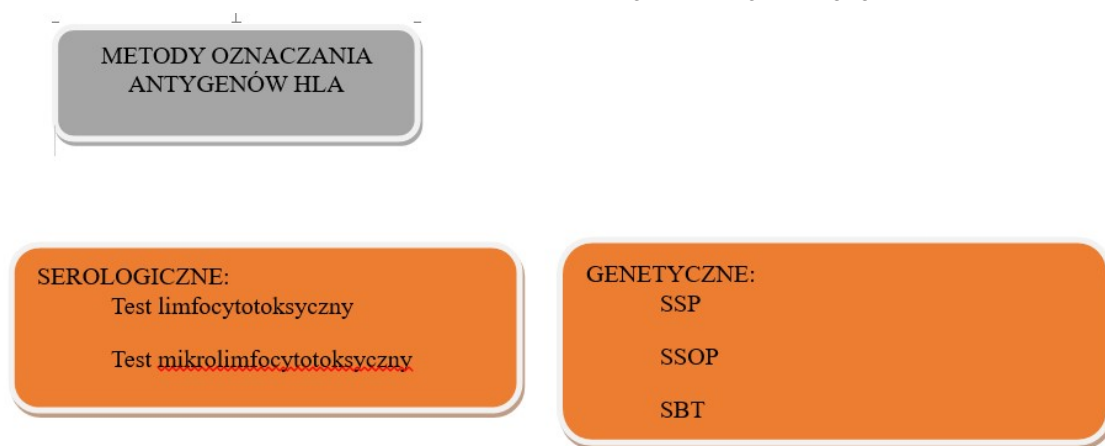 METODY OZNACZANIA
ANTYGENÓW HLA
SEROLOGICZNE:
Test limfocytotoksyczny
Test mikrolimfocytotoksyczny
GENETYCZNE:
SSP
SSOP
SBT